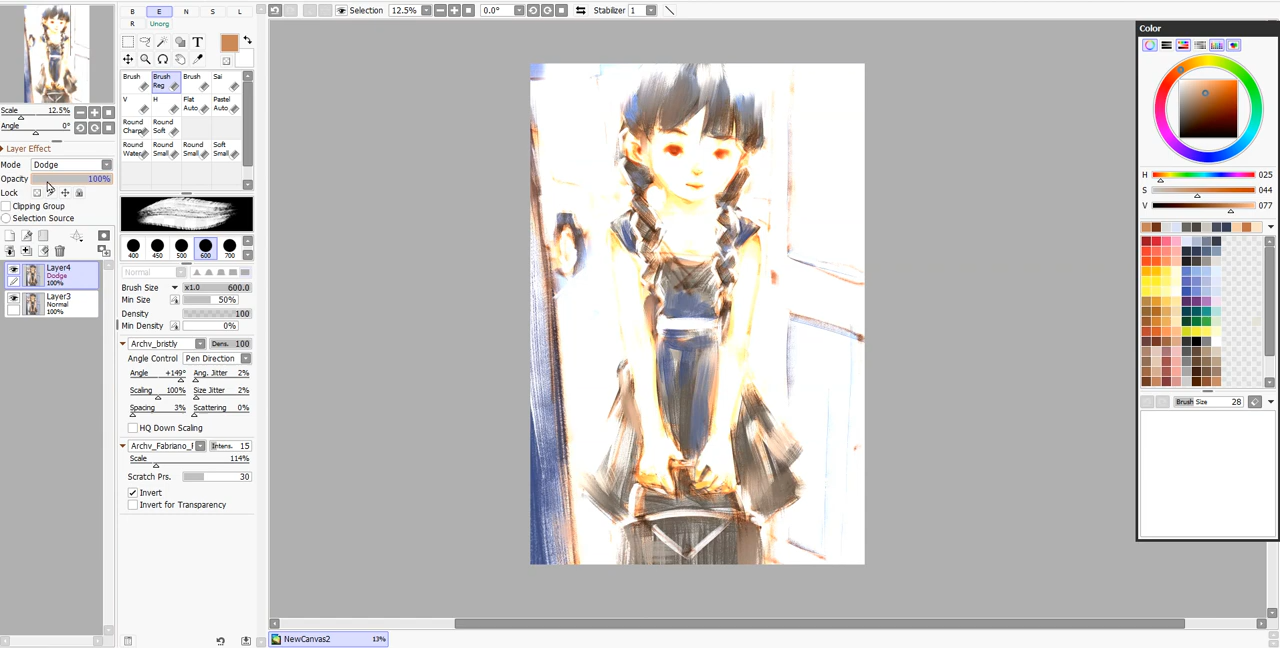 Selection 12.5% 0.0° Stabilizer 1
B E N S L
R Unorg
T
Scale 12.5%
Angle 0°
Layer Effect
Mode Dodge
Opacity 100%
Lock
Clipping Group
Selection Source
Layer4
Dodge
100%
Layer3
Normal
100%
Brush Brush Reg Brush Sai
V H Flat Auto Pastel Auto
Round Charp Round Soft
Round Water Round Small Round Small Soft Small
400 450 500 600 700
Normal
Brush Size x1.0 600.0
Min Size 50%
Density 100
Min Density 0%
Archv_bristly Dens. 100
Angle Control Pen Direction
Angle +149° Ang. Jitter 2%
Scaling 100% Size Jitter 2%
Spacing 3% Scattering 0%
HQ Down Scaling
Archv_Fabriano_ Intens. 15
Scale 114%
Scratch Prs. 30
Invert
Invert for Transparency
NewCanvas2 13%
Color
H 025
S 044
V 077
Brush Size 28